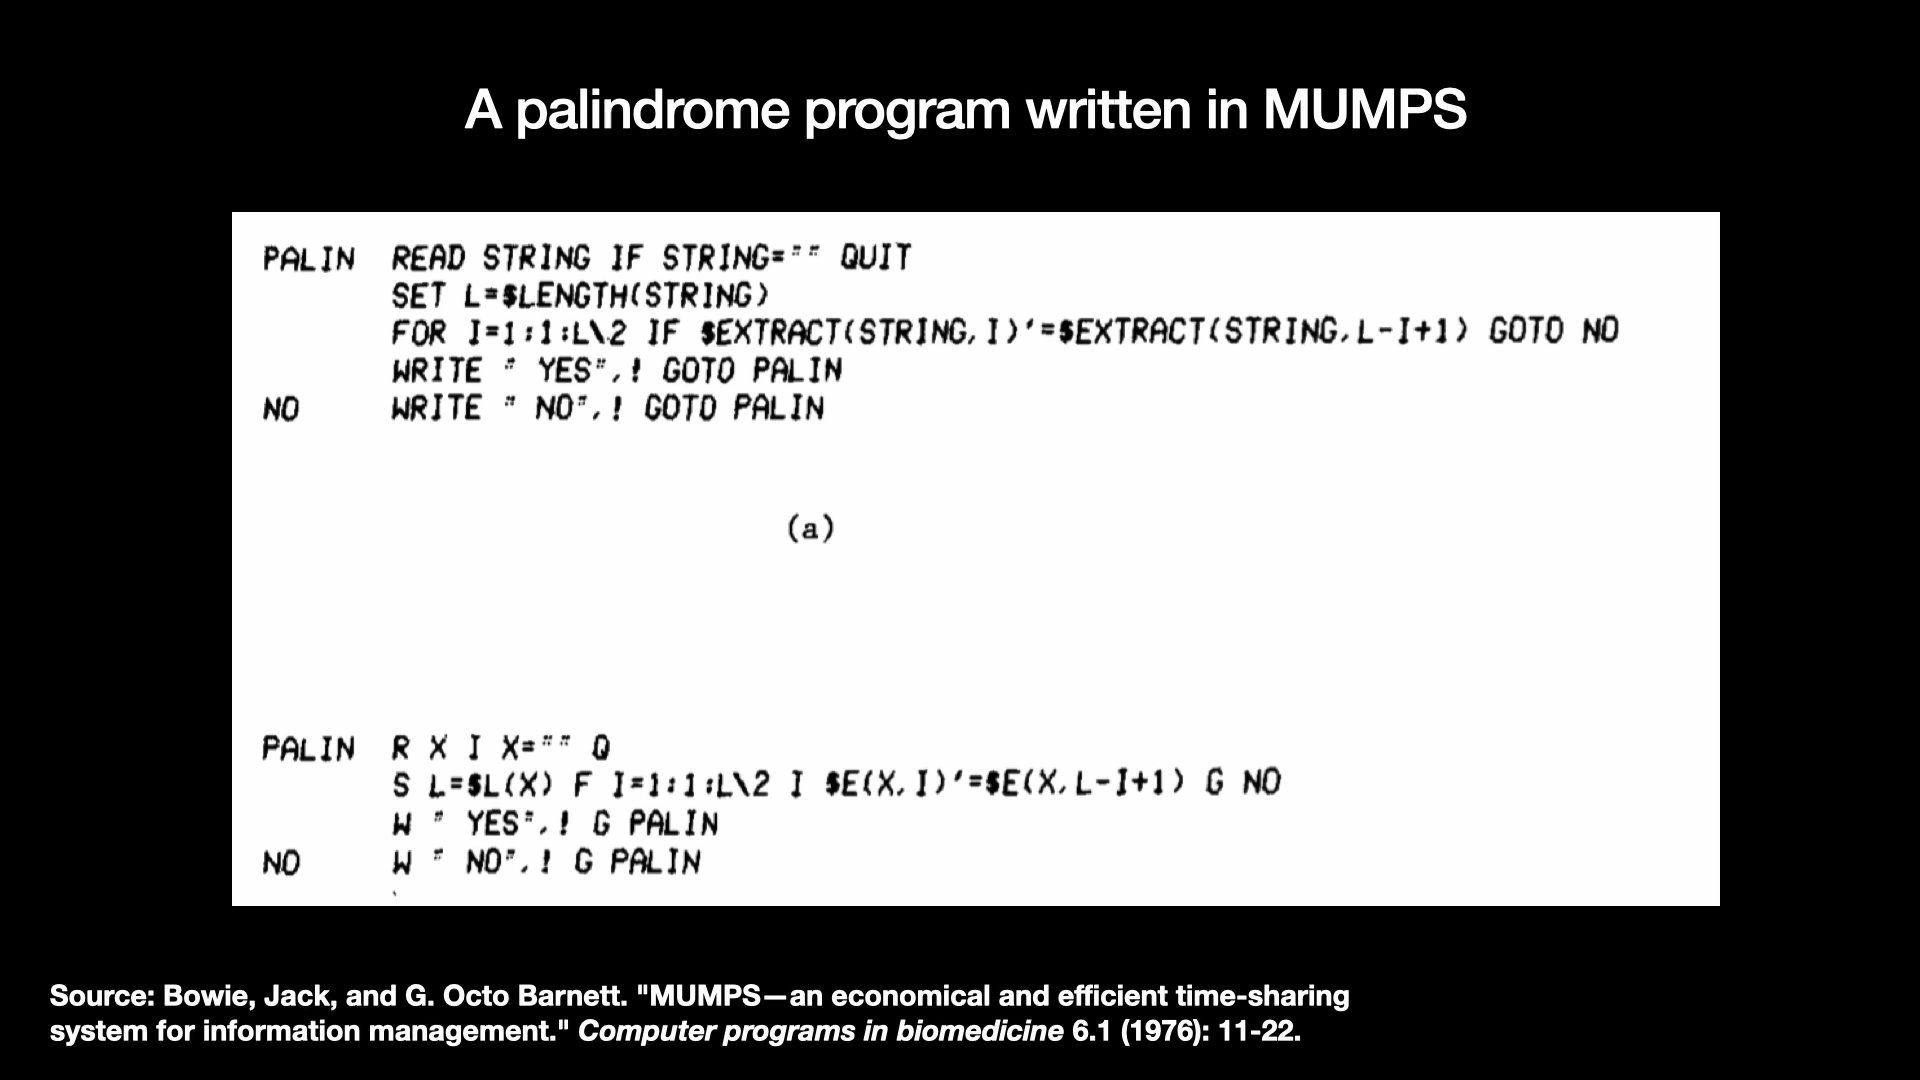 A palindrome program written in MUMPS
PALIN READ STRING IF STRING="" QUIT
SET L=$LENGTH(STRING)
FOR I=1:1:L\2 IF $EXTRACT(STRING,I)'=$EXTRACT(STRING,L-I+1) GOTO NO
WRITE " YES",! GOTO PALIN
NO WRITE " NO",! GOTO PALIN
(a)
PALIN R X I X="" Q
S L=$L(X) F I=1:1:L\2 I $E(X,I)'=$E(X,L-I+1) G NO
W " YES",! G PALIN
NO W " NO",! G PALIN
Source: Bowie, Jack, and G. Octo Barnett. "MUMPS—an economical and efficient time-sharing
system for information management." Computer programs in biomedicine 6.1 (1976): 11-22.